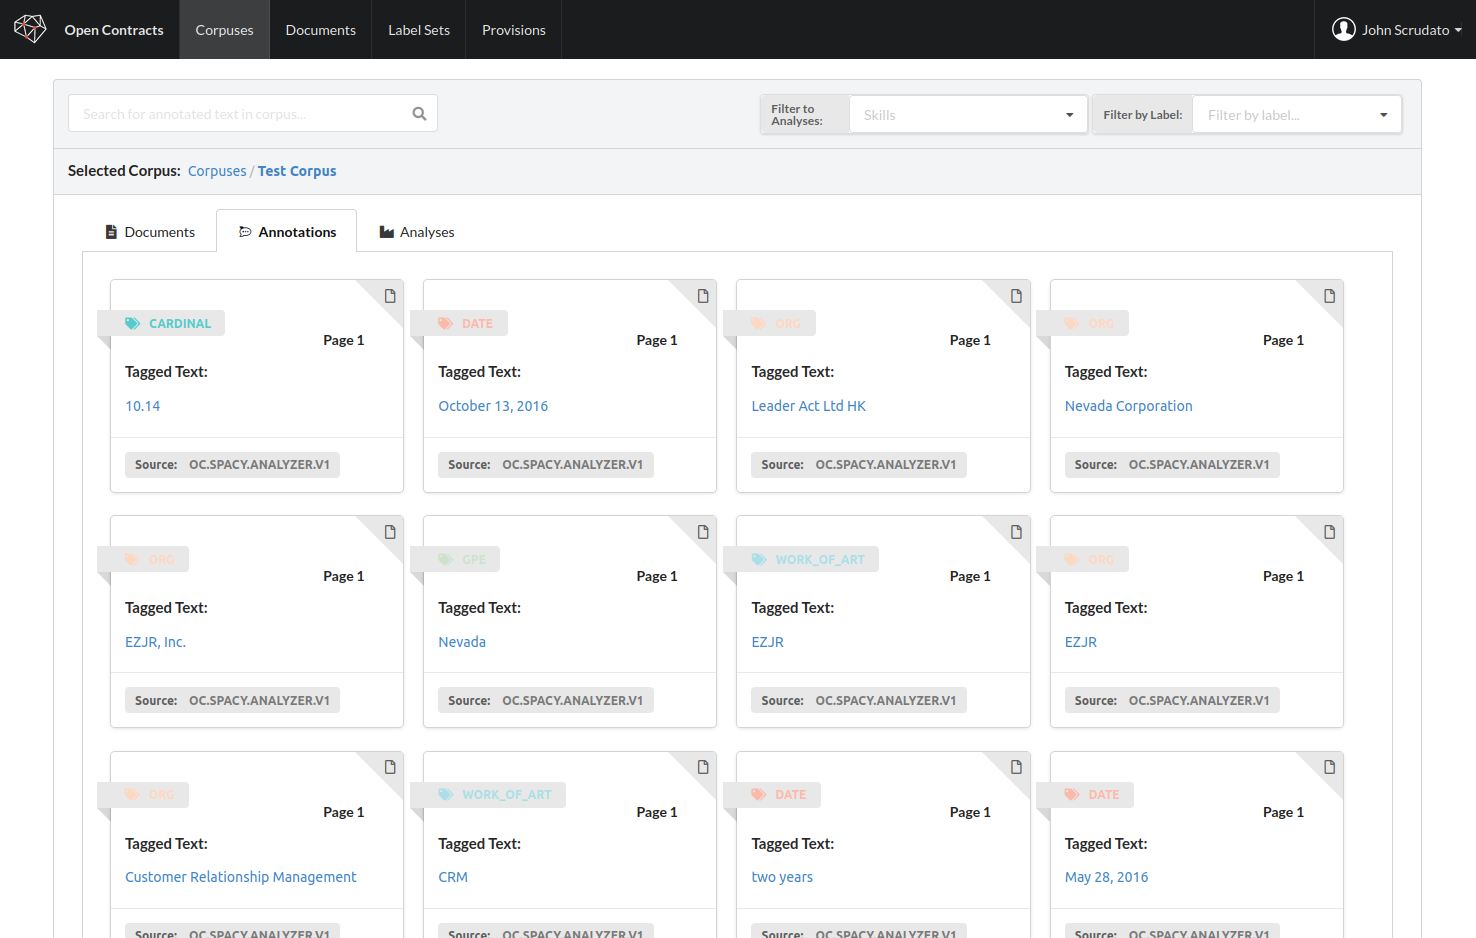 Open Contracts Corpuses Documents Label Sets Provisions John Scrudato
Search for annotated text in corpus...
Filter to Analyses: Skills
Filter by Label: Filter by label...
Selected Corpus: Corpuses / Test Corpus
Documents Annotations Analyses
CARDINAL
Page 1
Tagged Text:
10.14
Source: OC.SPACY.ANALYZER.V1
DATE
Page 1
Tagged Text:
October 13, 2016
Source: OC.SPACY.ANALYZER.V1
ORG
Page 1
Tagged Text:
Leader Act Ltd HK
Source: OC.SPACY.ANALYZER.V1
ORG
Page 1
Tagged Text:
Nevada Corporation
Source: OC.SPACY.ANALYZER.V1
ORG
Page 1
Tagged Text:
EZJR, Inc.
Source: OC.SPACY.ANALYZER.V1
GPE
Page 1
Tagged Text:
Nevada
Source: OC.SPACY.ANALYZER.V1
WORK_OF_ART
Page 1
Tagged Text:
EZJR
Source: OC.SPACY.ANALYZER.V1
ORG
Page 1
Tagged Text:
EZJR
Source: OC.SPACY.ANALYZER.V1
ORG
Page 1
Tagged Text:
Customer Relationship Management
Source: OC.SPACY.ANALYZER.V1
WORK_OF_ART
Page 1
Tagged Text:
CRM
Source: OC.SPACY.ANALYZER.V1
DATE
Page 1
Tagged Text:
two years
Source: OC.SPACY.ANALYZER.V1
DATE
Page 1
Tagged Text:
May 28, 2016
Source: OC.SPACY.ANALYZER.V1